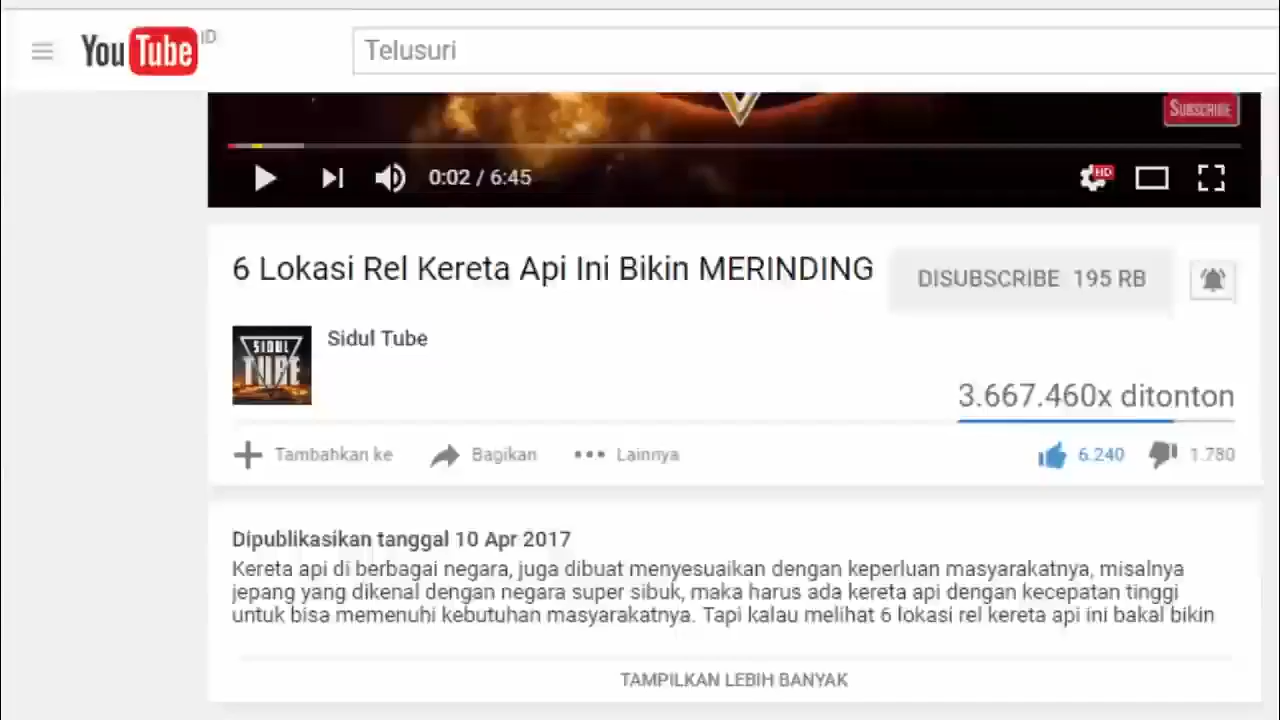 YouTube ID
Telusuri
SUBSCRIBE
0:02 / 6:45
HD
6 Lokasi Rel Kereta Api Ini Bikin MERINDING
DISUBSCRIBE 195 RB
SIDUL
TUBE
Sidul Tube
3.667.460x ditonton
Tambahkan ke
Bagikan
Lainnya
6.240
1.780
Dipublikasikan tanggal 10 Apr 2017
Kereta api di berbagai negara, juga dibuat menyesuaikan dengan keperluan masyarakatnya, misalnya
jepang yang dikenal dengan negara super sibuk, maka harus ada kereta api dengan kecepatan tinggi
untuk bisa memenuhi kebutuhan masyarakatnya. Tapi kalau melihat 6 lokasi rel kereta api ini bakal bikin
TAMPILKAN LEBIH BANYAK